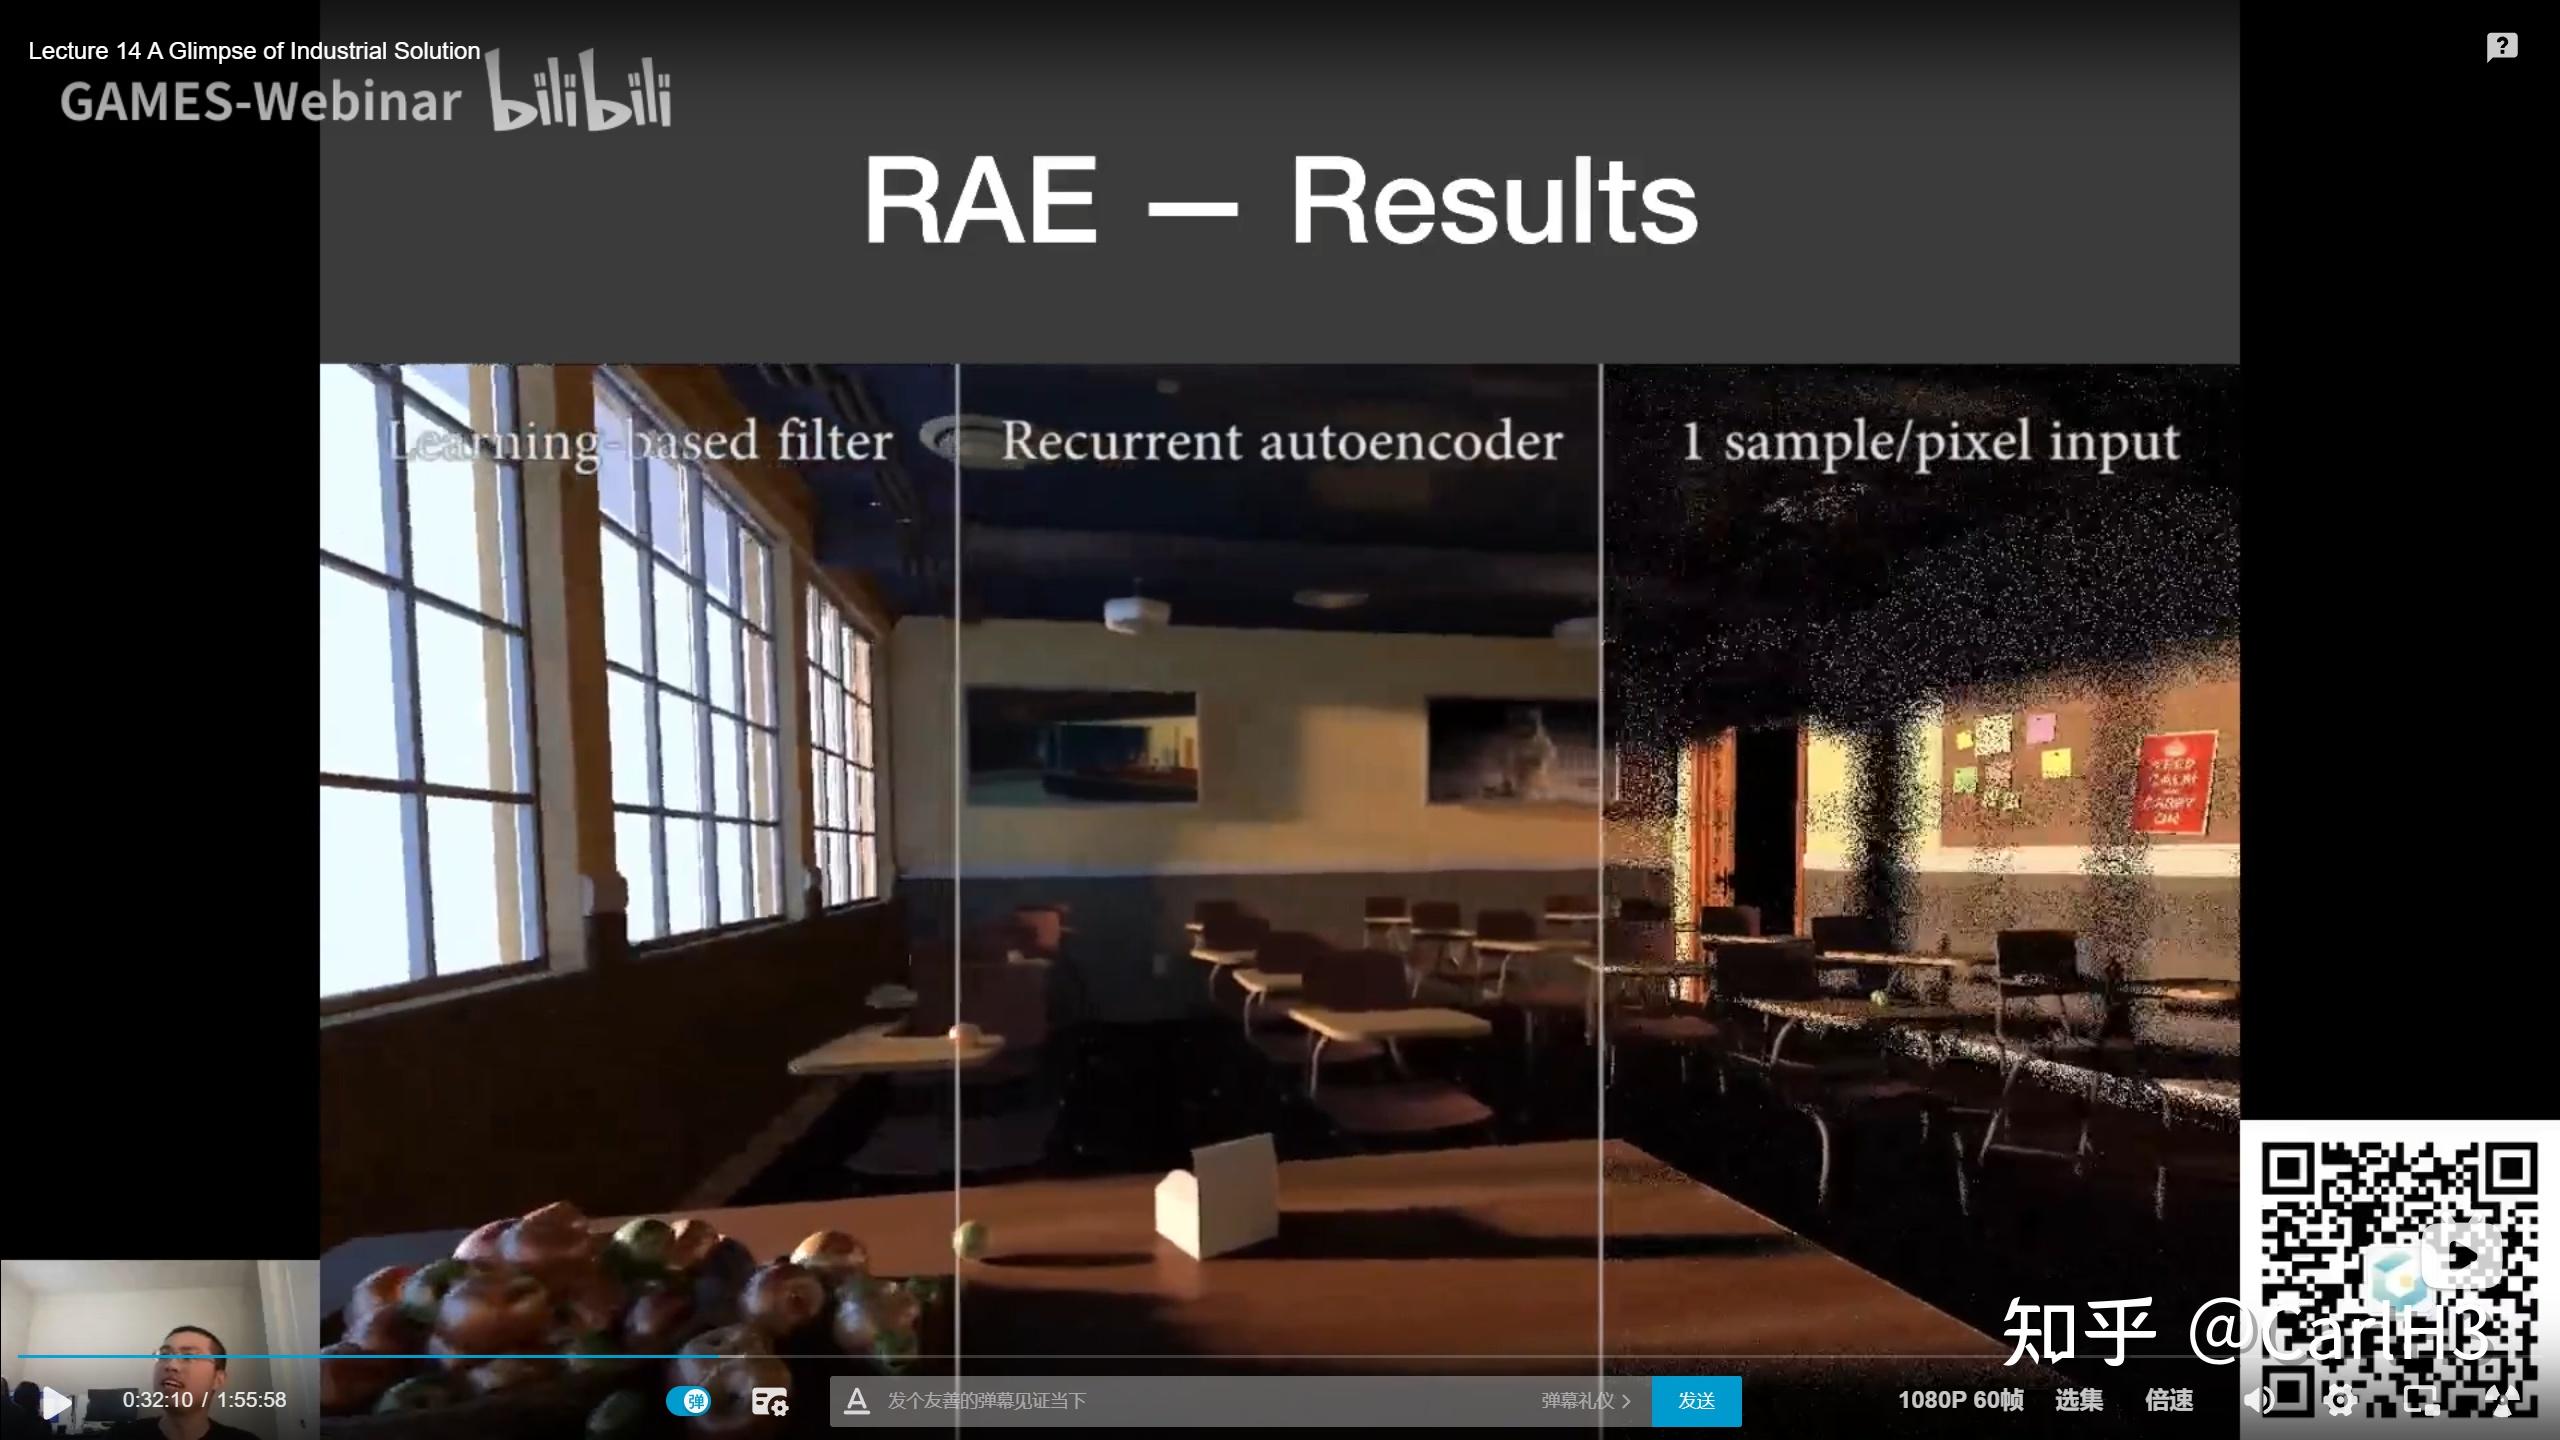 Lecture 14 A Glimpse of Industrial Solution
GAMES-Webinar bilibili
RAE – Results
Learning-based filter
Recurrent autoencoder
1 sample/pixel input
KEEP
CALM
CARRY
ON
知乎 @CarlH3
0:32:10 / 1:55:58
弹
发个友善的弹幕见证当下
弹幕礼仪
发送
1080P 60帧
选集
倍速